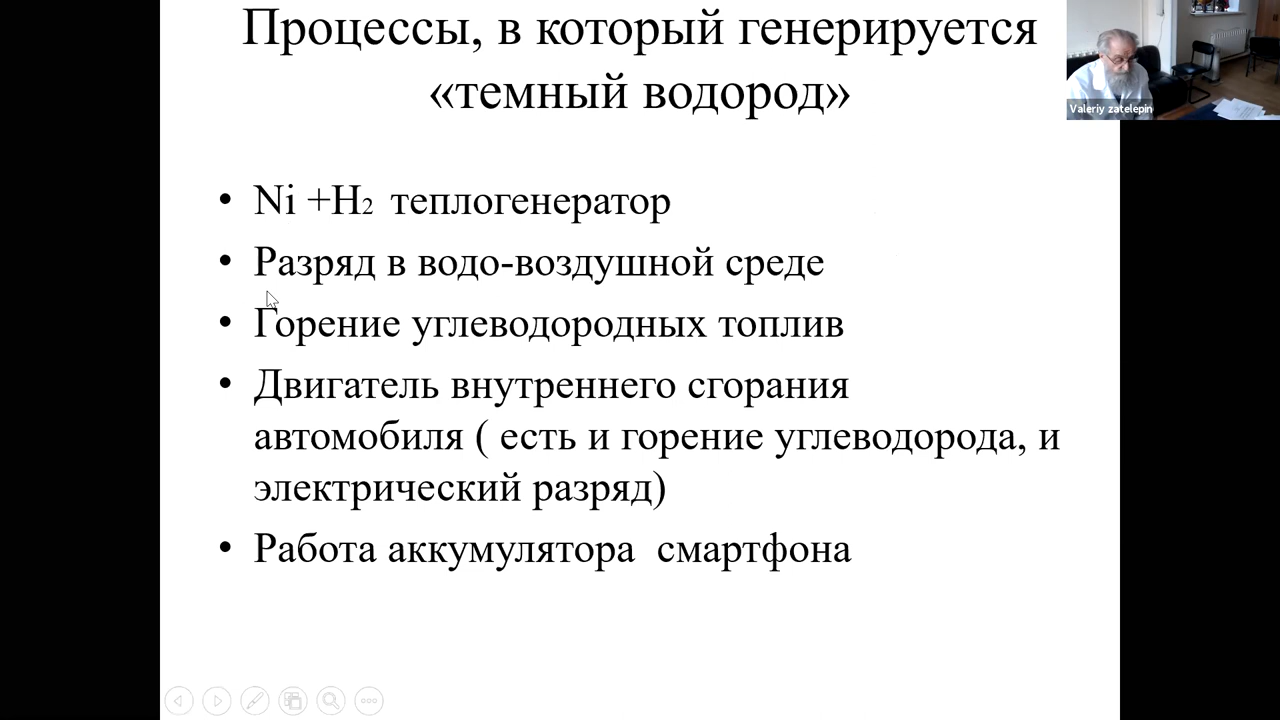 Процессы, в который генерируется
«темный водород»
Valeriy zatelepin
• Ni +H₂ теплогенератор
• Разряд в водо-воздушной среде
• Горение углеводородных топлив
• Двигатель внутреннего сгорания
автомобиля ( есть и горение углеводорода, и
электрический разряд)
• Работа аккумулятора смартфона